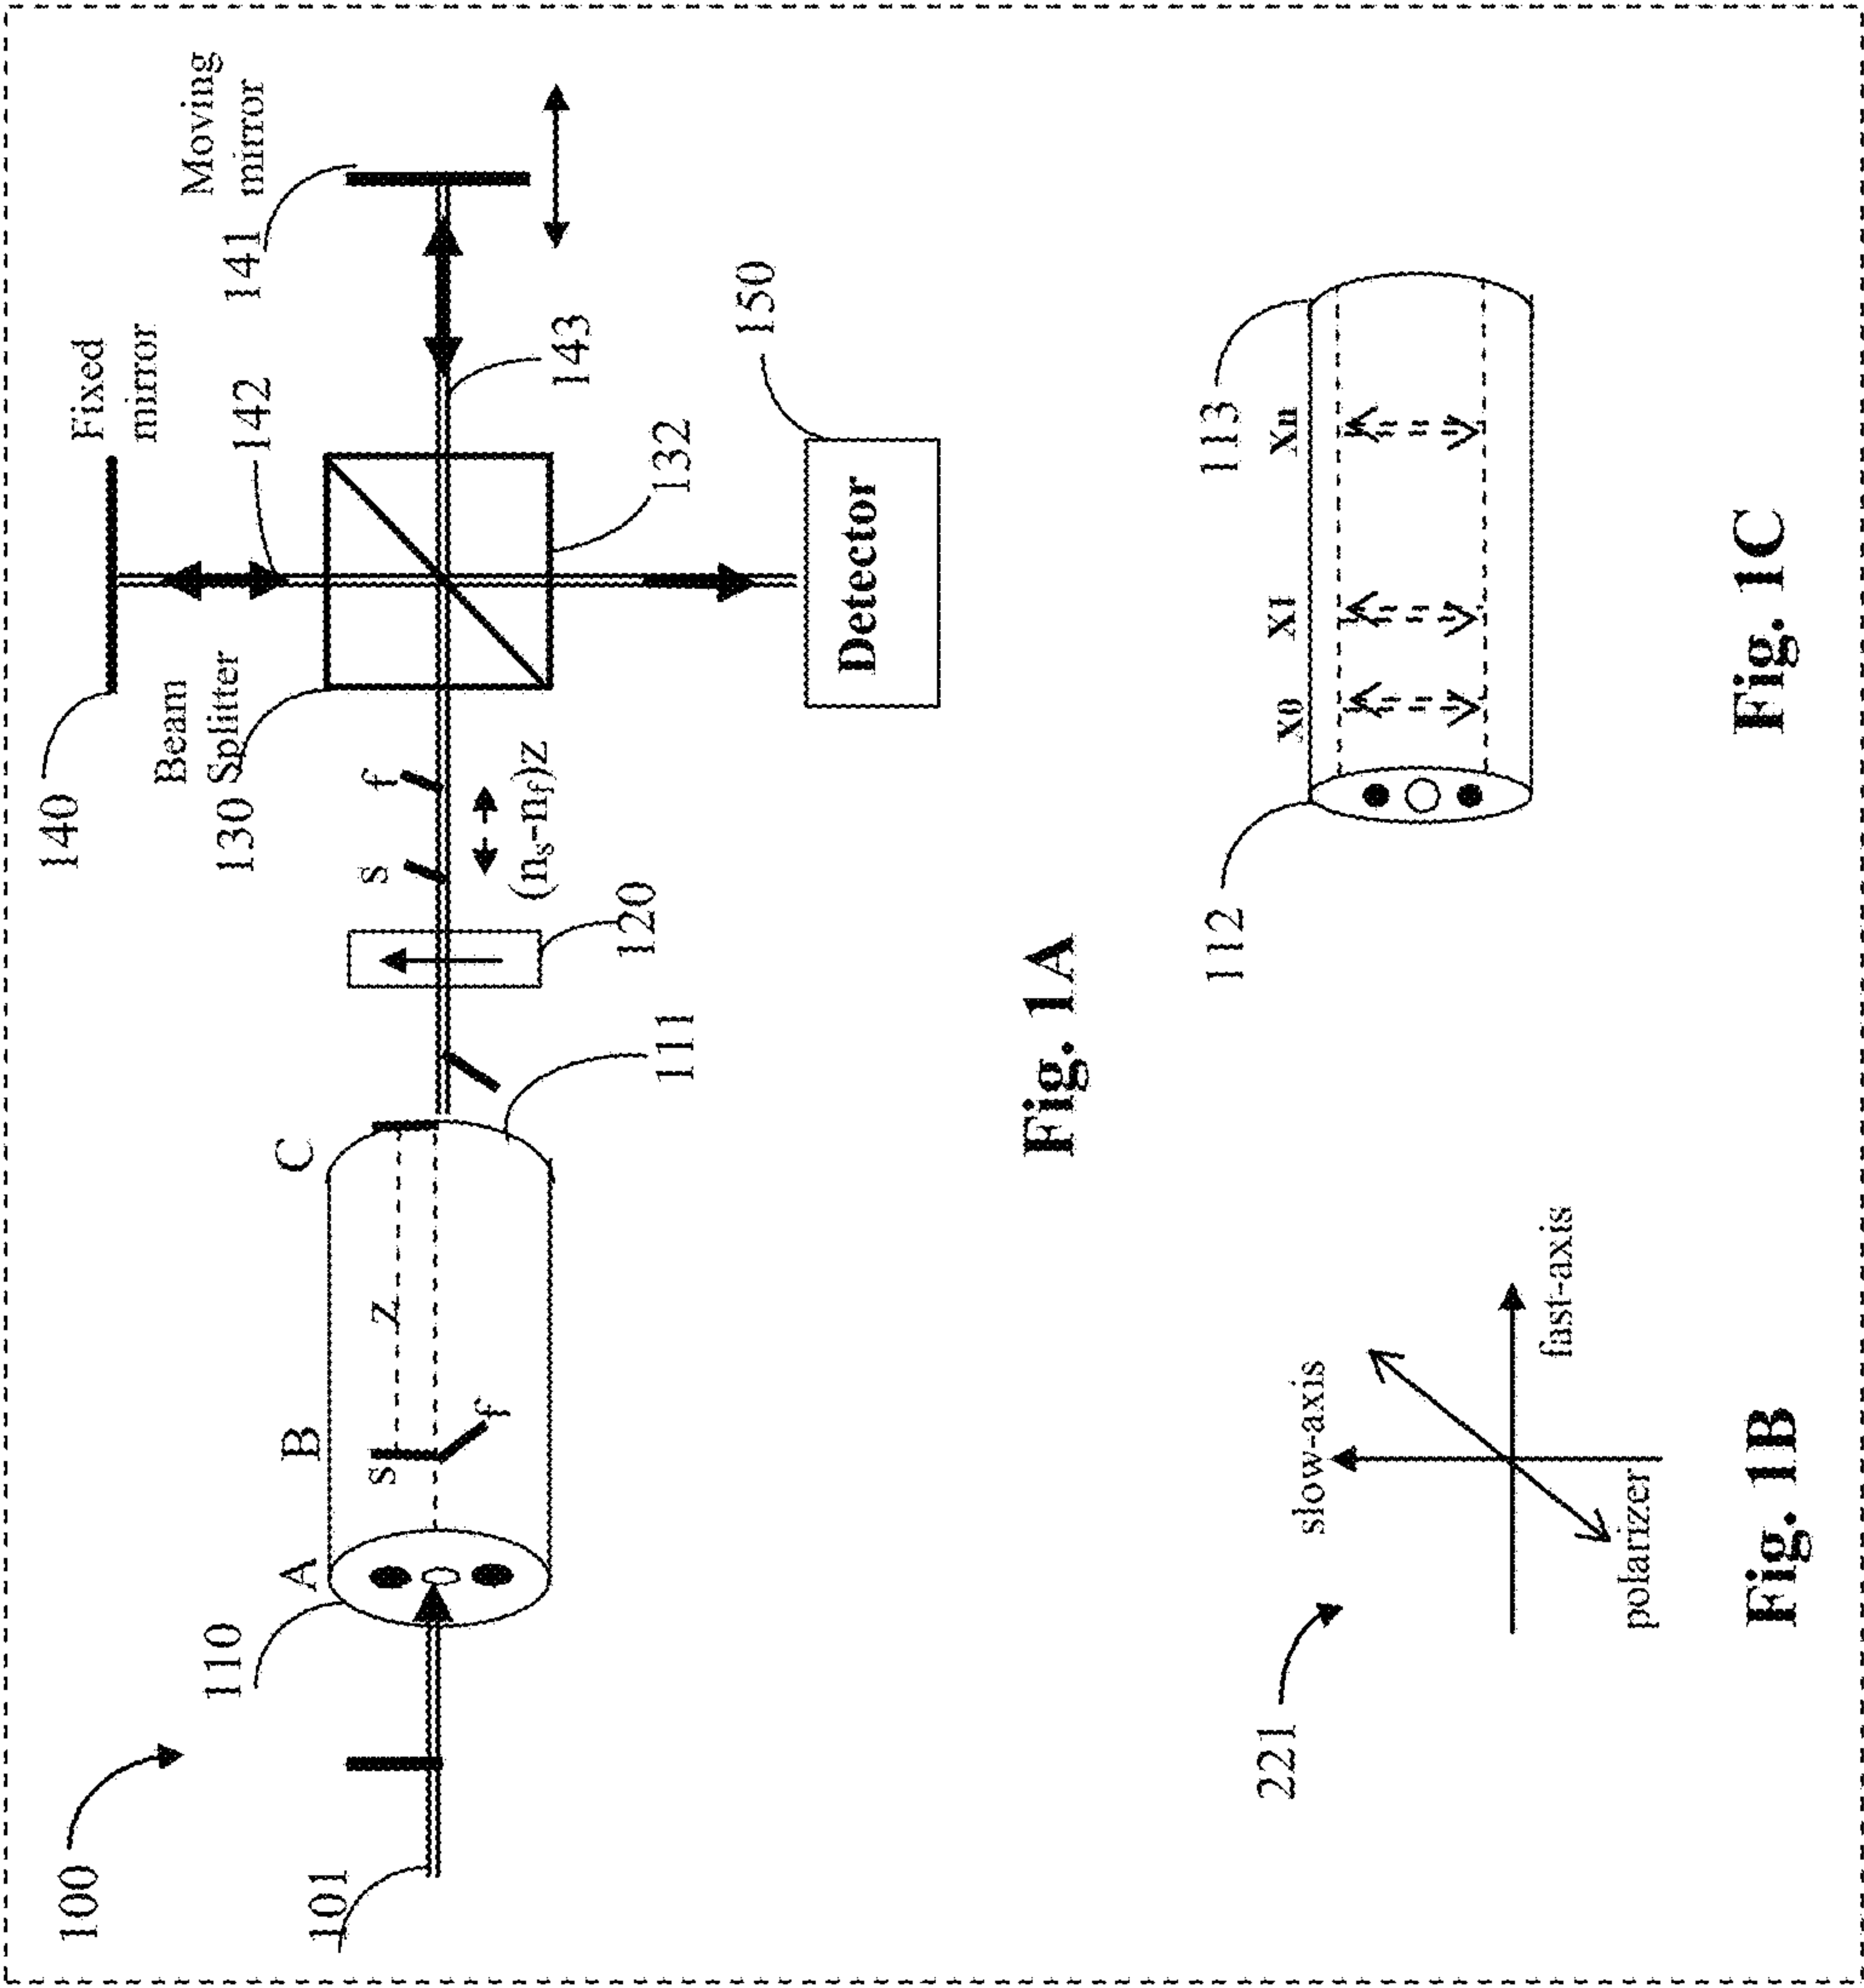 100
101
110
A
B
C
s
f
z
111
120
s
f
(ns-nf)z
Beam
Splitter
130
132
140
Fixed
mirror
142
141
Moving
mirror
143
150
Detector
Fig. 1A
221
slow-axis
fast-axis
polarizer
Fig. 1B
112
X0
X1
Xn
113
Fig. 1C